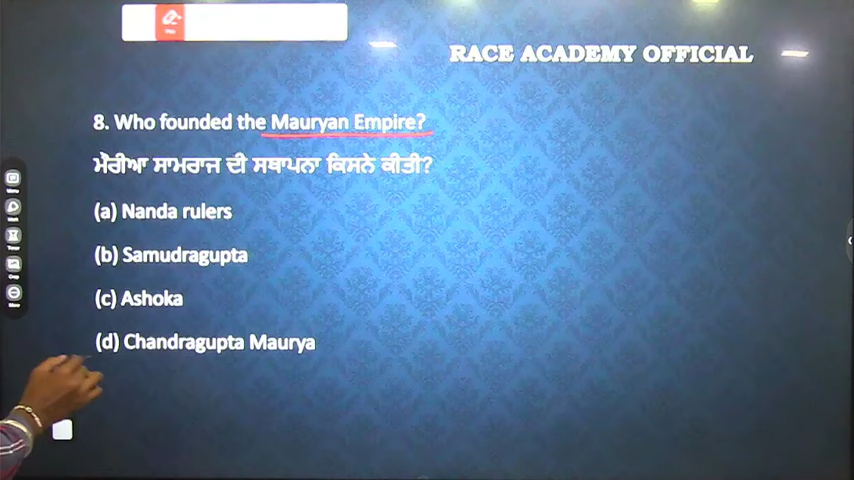 RACE ACADEMY OFFICIAL
8. Who founded the Mauryan Empire?
ਮੌਰੀਆ ਸਾਮਰਾਜ ਦੀ ਸਥਾਪਨਾ ਕਿਸਨੇ ਕੀਤੀ?
(a) Nanda rulers
(b) Samudragupta
(c) Ashoka
(d) Chandragupta Maurya